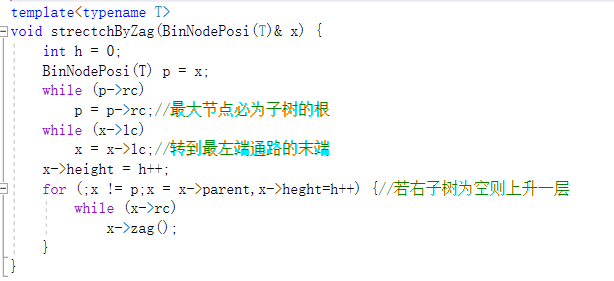 template<typename T>
void strectchByZag(BinNodePosi(T)& x) {
    int h = 0;
    BinNodePosi(T) p = x;
    while (p->rc)
        p = p->rc;//最大节点必为子树的根
    while (x->lc)
        x = x->lc;//转到最左端通路的末端
    x->height = h++;
    for (;x != p;x = x->parent,x->heght=h++) {//若右子树为空则上升一层
        while (x->rc)
            x->zag();
    }
}